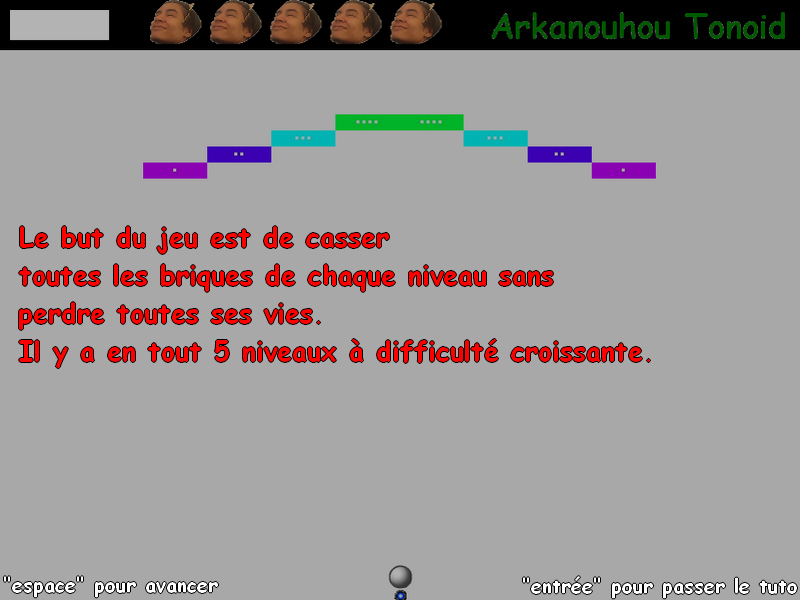 Arkanouhou Tonoid
Le but du jeu est de casser
toutes les briques de chaque niveau sans
perdre toutes ses vies.
Il y a en tout 5 niveaux à difficulté croissante.
"espace" pour avancer
"entrée" pour passer le tuto